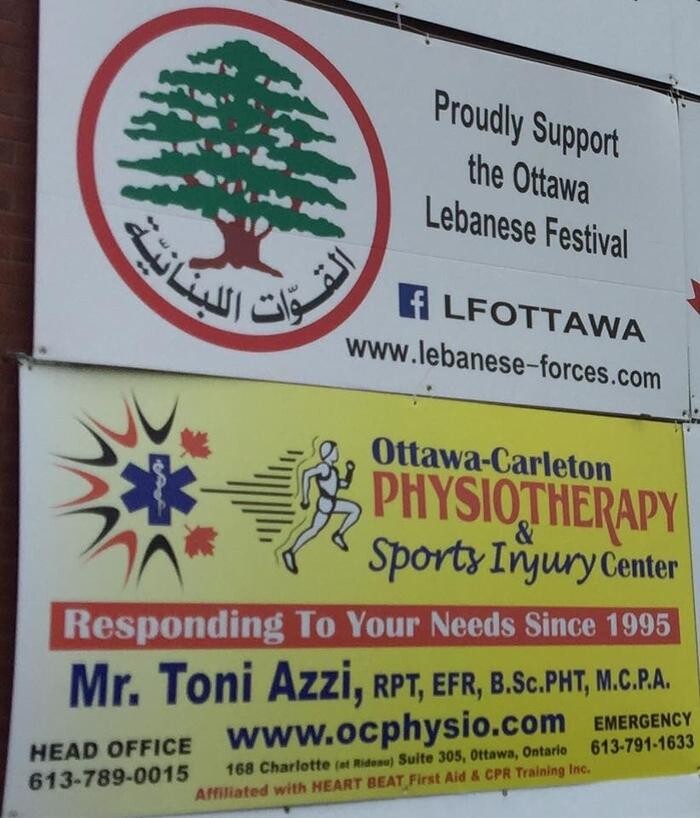 القوّات اللبنانيّة
Proudly Support
the Ottawa
Lebanese Festival
f LFOTTAWA
www.lebanese-forces.com
Ottawa-Carleton
PHYSIOTHERAPY
&
Sports Injury Center
Responding To Your Needs Since 1995
Mr. Toni Azzi, RPT, EFR, B.Sc.PHT, M.C.P.A.
HEAD OFFICE
613-789-0015
www.ocphysio.com
168 Charlotte (at Rideau) Suite 305, Ottawa, Ontario
Affiliated with HEART BEAT First Aid & CPR Training Inc.
EMERGENCY
613-791-1633